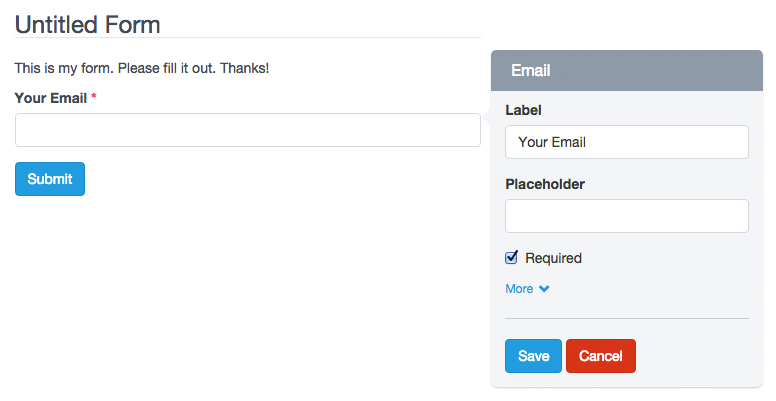 Untitled Form
This is my form. Please fill it out. Thanks!
Your Email *
Submit
Email
Label
Your Email
Placeholder
Required
More
Save Cancel